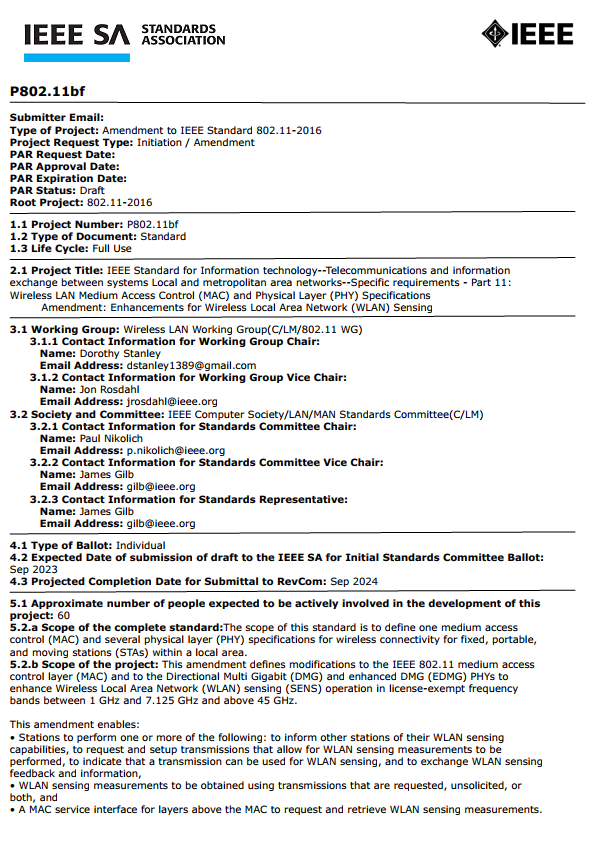 IEEE SA STANDARDS
ASSOCIATION
IEEE
P802.11bf
Submitter Email:
Type of Project: Amendment to IEEE Standard 802.11-2016
Project Request Type: Initiation / Amendment
PAR Request Date:
PAR Approval Date:
PAR Expiration Date:
PAR Status: Draft
Root Project: 802.11-2016
1.1 Project Number: P802.11bf
1.2 Type of Document: Standard
1.3 Life Cycle: Full Use
2.1 Project Title: IEEE Standard for Information technology--Telecommunications and information
exchange between systems Local and metropolitan area networks--Specific requirements - Part 11:
Wireless LAN Medium Access Control (MAC) and Physical Layer (PHY) Specifications
Amendment: Enhancements for Wireless Local Area Network (WLAN) Sensing
3.1 Working Group: Wireless LAN Working Group(C/LM/802.11 WG)
3.1.1 Contact Information for Working Group Chair:
Name: Dorothy Stanley
Email Address: dstanley1389@gmail.com
3.1.2 Contact Information for Working Group Vice Chair:
Name: Jon Rosdahl
Email Address: jrosdahl@ieee.org
3.2 Society and Committee: IEEE Computer Society/LAN/MAN Standards Committee(C/LM)
3.2.1 Contact Information for Standards Committee Chair:
Name: Paul Nikolich
Email Address: p.nikolich@ieee.org
3.2.2 Contact Information for Standards Committee Vice Chair:
Name: James Gilb
Email Address: gilb@ieee.org
3.2.3 Contact Information for Standards Representative:
Name: James Gilb
Email Address: gilb@ieee.org
4.1 Type of Ballot: Individual
4.2 Expected Date of submission of draft to the IEEE SA for Initial Standards Committee Ballot:
Sep 2023
4.3 Projected Completion Date for Submittal to RevCom: Sep 2024
5.1 Approximate number of people expected to be actively involved in the development of this
project: 60
5.2.a Scope of the complete standard:The scope of this standard is to define one medium access
control (MAC) and several physical layer (PHY) specifications for wireless connectivity for fixed, portable,
and moving stations (STAs) within a local area.
5.2.b Scope of the project: This amendment defines modifications to the IEEE 802.11 medium access
control layer (MAC) and to the Directional Multi Gigabit (DMG) and enhanced DMG (EDMG) PHYs to
enhance Wireless Local Area Network (WLAN) sensing (SENS) operation in license-exempt frequency
bands between 1 GHz and 7.125 GHz and above 45 GHz.
This amendment enables:
• Stations to perform one or more of the following: to inform other stations of their WLAN sensing
capabilities, to request and setup transmissions that allow for WLAN sensing measurements to be
performed, to indicate that a transmission can be used for WLAN sensing, and to exchange WLAN sensing
feedback and information,
• WLAN sensing measurements to be obtained using transmissions that are requested, unsolicited, or
both, and
• A MAC service interface for layers above the MAC to request and retrieve WLAN sensing measurements.